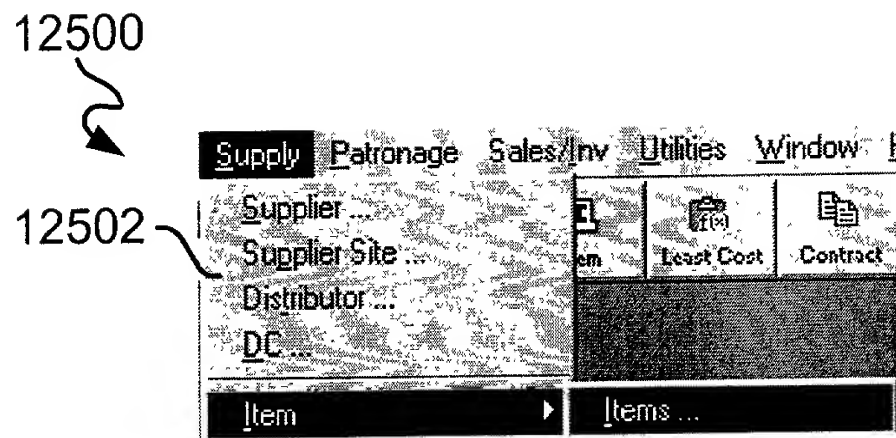 12500
Supply Patronage Sales/Inv Utilities Window
12502
Supplier ...
Supplier Site ...
Distributor ...
DC ...
Least Cost
Contract
Item
Items ...